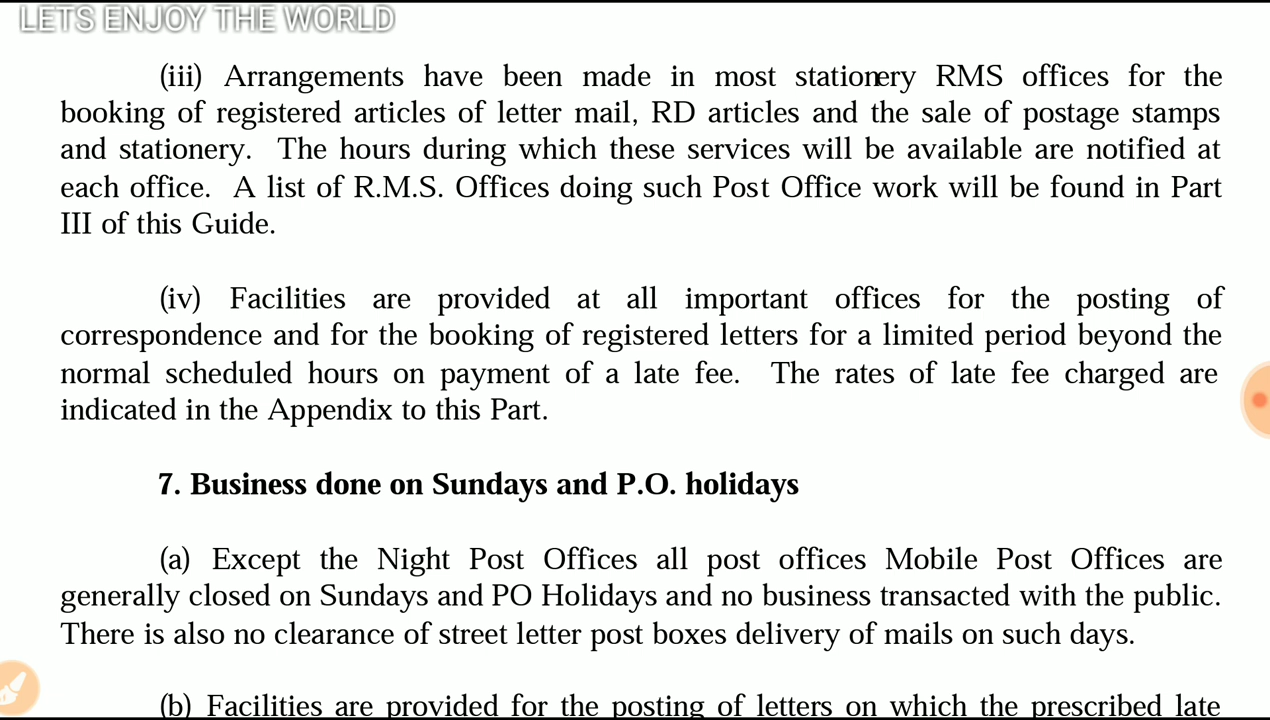 LETS ENJOY THE WORLD
(iii) Arrangements have been made in most stationery RMS offices for the
booking of registered articles of letter mail, RD articles and the sale of postage stamps
and stationery. The hours during which these services will be available are notified at
each office. A list of R.M.S. Offices doing such Post Office work will be found in Part
III of this Guide.
(iv) Facilities are provided at all important offices for the posting of
correspondence and for the booking of registered letters for a limited period beyond the
normal scheduled hours on payment of a late fee. The rates of late fee charged are
indicated in the Appendix to this Part.
7. Business done on Sundays and P.O. holidays
(a) Except the Night Post Offices all post offices Mobile Post Offices are
generally closed on Sundays and PO Holidays and no business transacted with the public.
There is also no clearance of street letter post boxes delivery of mails on such days.
(b) Facilities are provided for the posting of letters on which the prescribed late